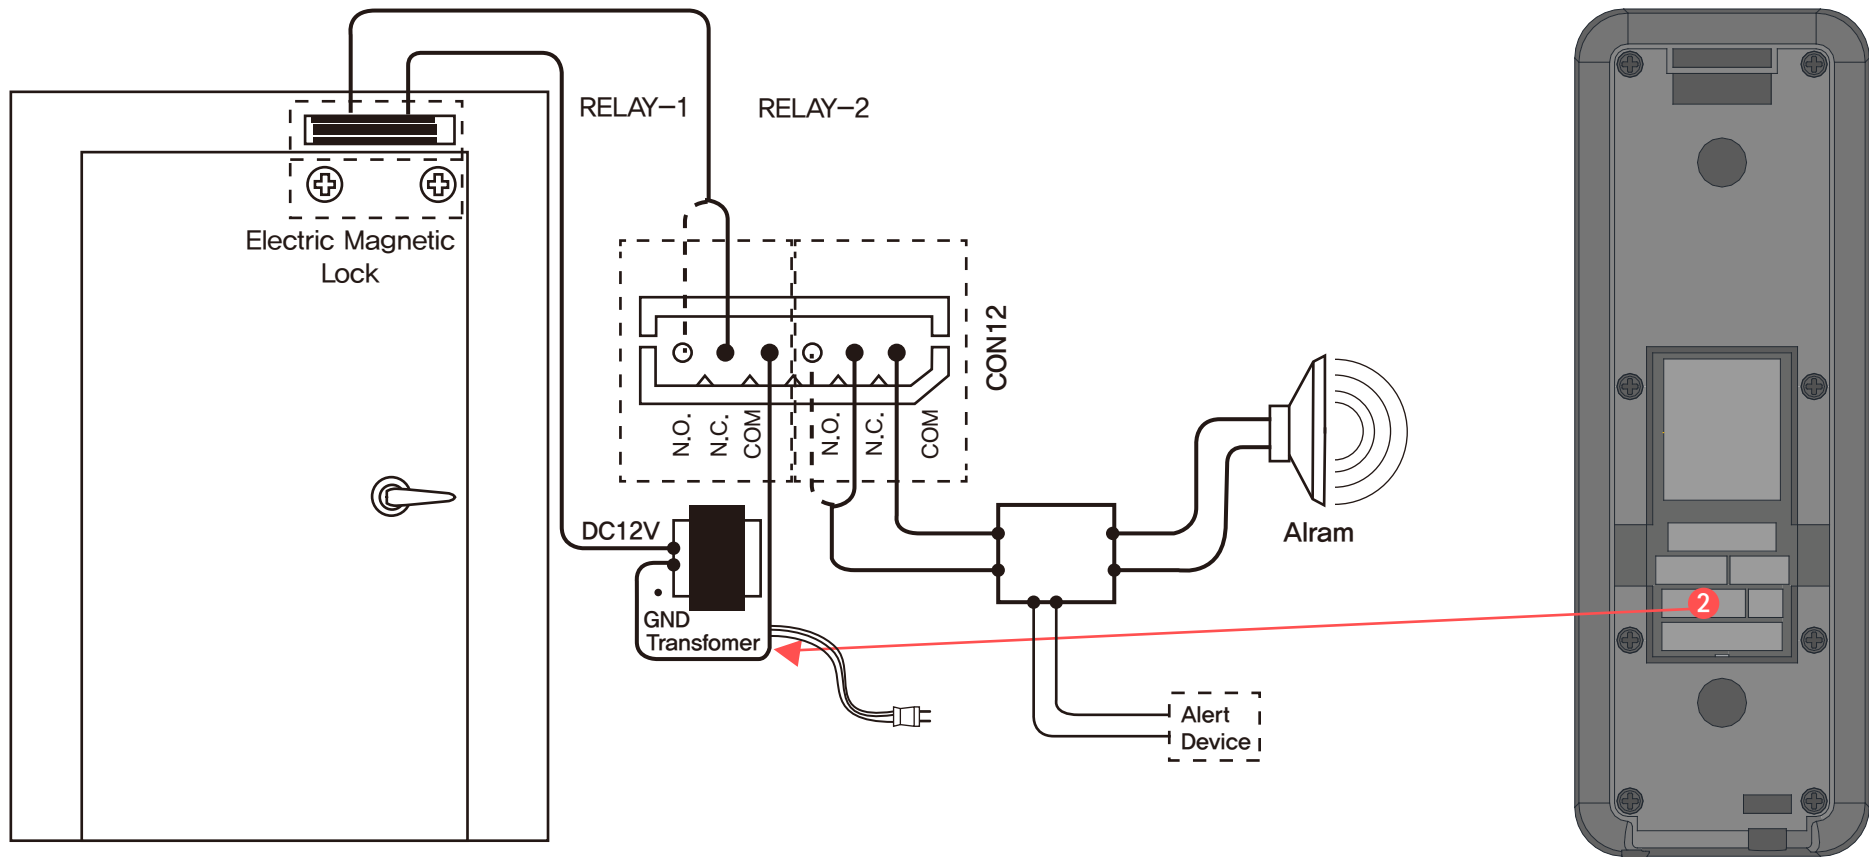 RELAY-1
RELAY-2
Electric Magnetic
Lock
CON12
N.O.
N.C.
COM
N.O.
N.C.
COM
DC12V
GND
Transfomer
Alram
2
Alert
Device